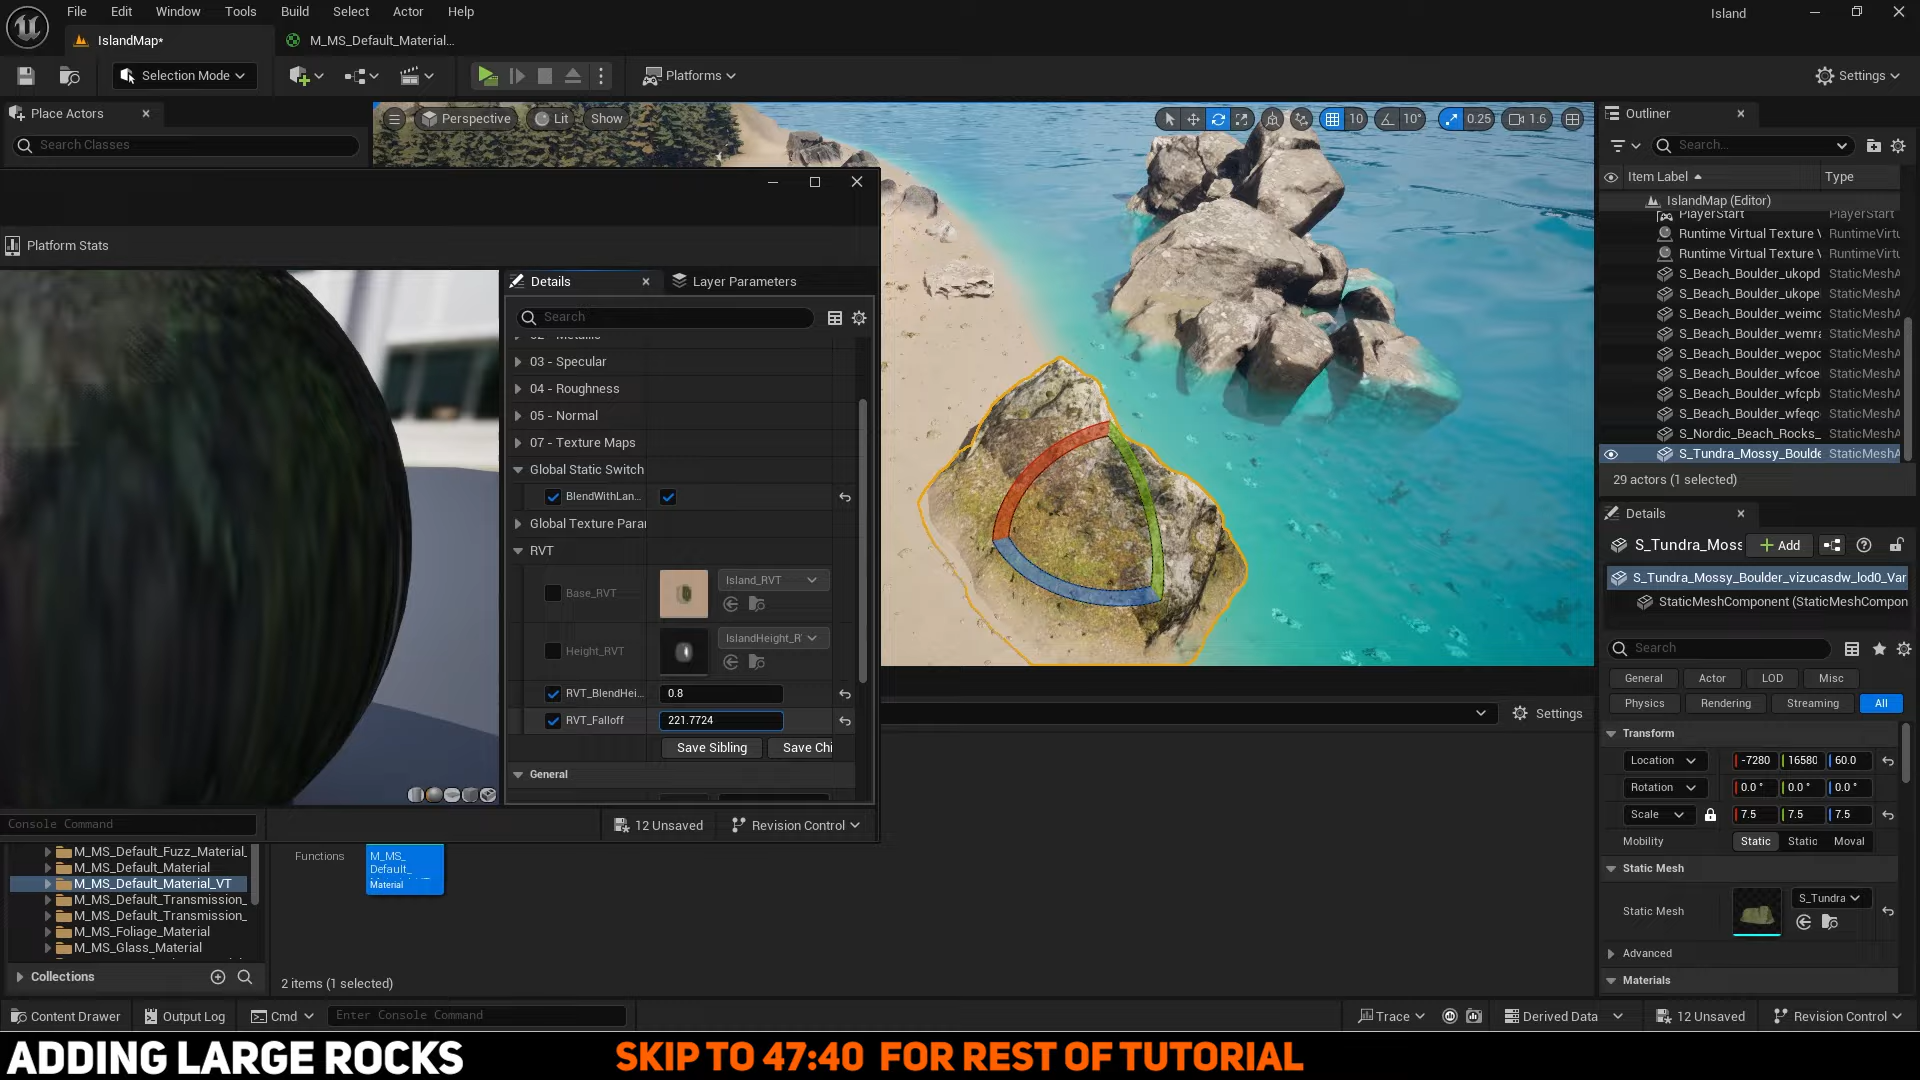 File Edit Window Tools Build Select Actor Help
Island
IslandMap*
M_MS_Default_Material...
Selection Mode
Platforms
Settings
Place Actors
Search Classes
Perspective
Lit
Show
10
10°
0.25
1.6
Outliner
Search...
Item Label
Type
IslandMap (Editor)
PlayerStart PlayerStart
Runtime Virtual Texture V RuntimeVirtu
Runtime Virtual Texture V RuntimeVirtu
S_Beach_Boulder_ukopd StaticMeshA
S_Beach_Boulder_ukope StaticMeshA
S_Beach_Boulder_weimc StaticMeshA
S_Beach_Boulder_wemra StaticMeshA
S_Beach_Boulder_wepoc StaticMeshA
S_Beach_Boulder_wfcoe StaticMeshA
S_Beach_Boulder_wfcpb StaticMeshA
S_Beach_Boulder_wfeqc StaticMeshA
S_Nordic_Beach_Rocks_ StaticMeshA
S_Tundra_Mossy_Boulde StaticMeshA
29 actors (1 selected)
Platform Stats
Details
Layer Parameters
Search
02 - Metallic
03 - Specular
04 - Roughness
05 - Normal
07 - Texture Maps
Global Static Switch
BlendWithLan...
Global Texture Para
RVT
Base_RVT
Island_RVT
Height_RVT
IslandHeight_R
RVT_BlendHei...
0.8
RVT_Falloff
221.7724
Save Sibling
Save Chi
General
Console Command
12 Unsaved
Revision Control
Settings
Details
S_Tundra_Moss
Add
S_Tundra_Mossy_Boulder_vizucasdw_lod0_Var
StaticMeshComponent (StaticMeshCompon
Search
General
Actor
LOD
Misc
Physics
Rendering
Streaming
All
Transform
Location
-7280
16580
60.0
Rotation
0.0 °
0.0 °
0.0 °
Scale
7.5
7.5
7.5
Mobility
Static
Static
Moval
Static Mesh
Static Mesh
S_Tundra
Advanced
Materials
M_MS_Default_Fuzz_Material_
M_MS_Default_Material
M_MS_Default_Material_VT
M_MS_Default_Transmission_
M_MS_Default_Transmission_
M_MS_Foliage_Material
M_MS_Glass_Material
Collections
Functions
M_MS_
Default_
Material
2 items (1 selected)
Content Drawer
Output Log
Cmd
Enter Console Command
Trace
Derived Data
12 Unsaved
Revision Control
ADDING LARGE ROCKS
SKIP TO 47:40 FOR REST OF TUTORIAL